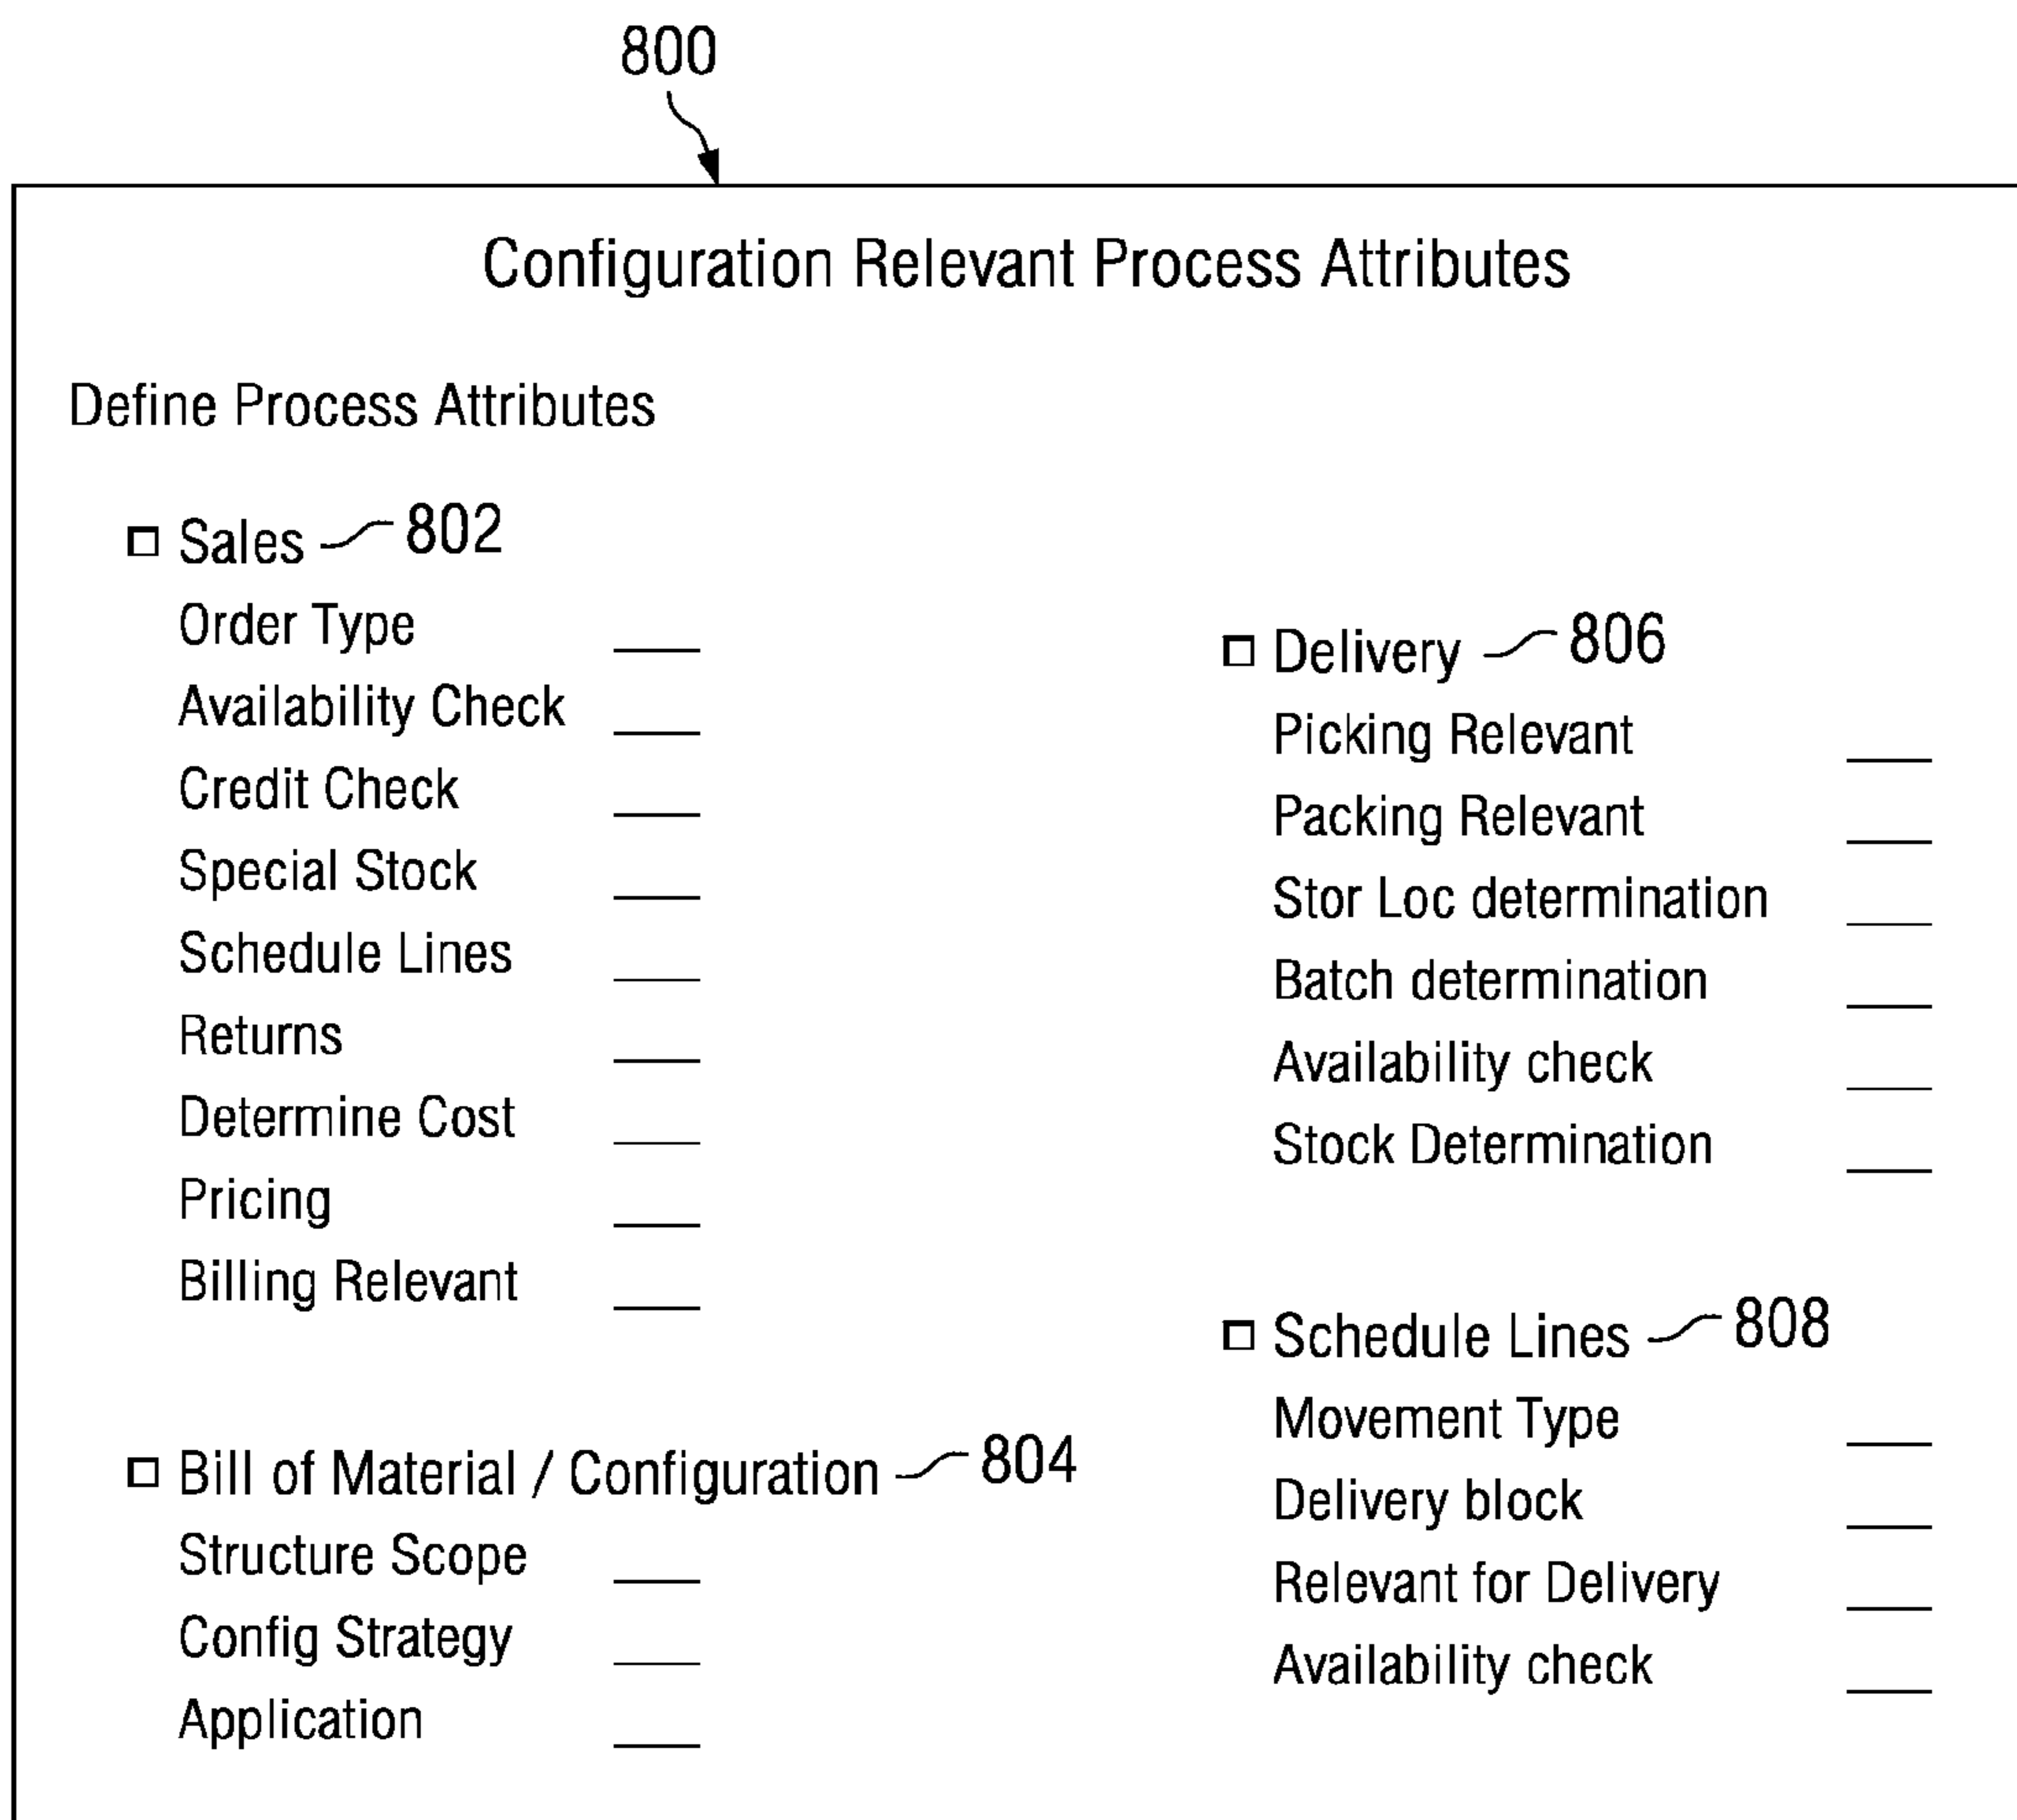 800
Configuration Relevant Process Attributes
Define Process Attributes
Sales 802
Order Type
Availability Check
Credit Check
Special Stock
Schedule Lines
Returns
Determine Cost
Pricing
Billing Relevant
Bill of Material / Configuration 804
Structure Scope
Config Strategy
Application
Delivery 806
Picking Relevant
Packing Relevant
Stor Loc determination
Batch determination
Availability check
Stock Determination
Schedule Lines 808
Movement Type
Delivery block
Relevant for Delivery
Availability check